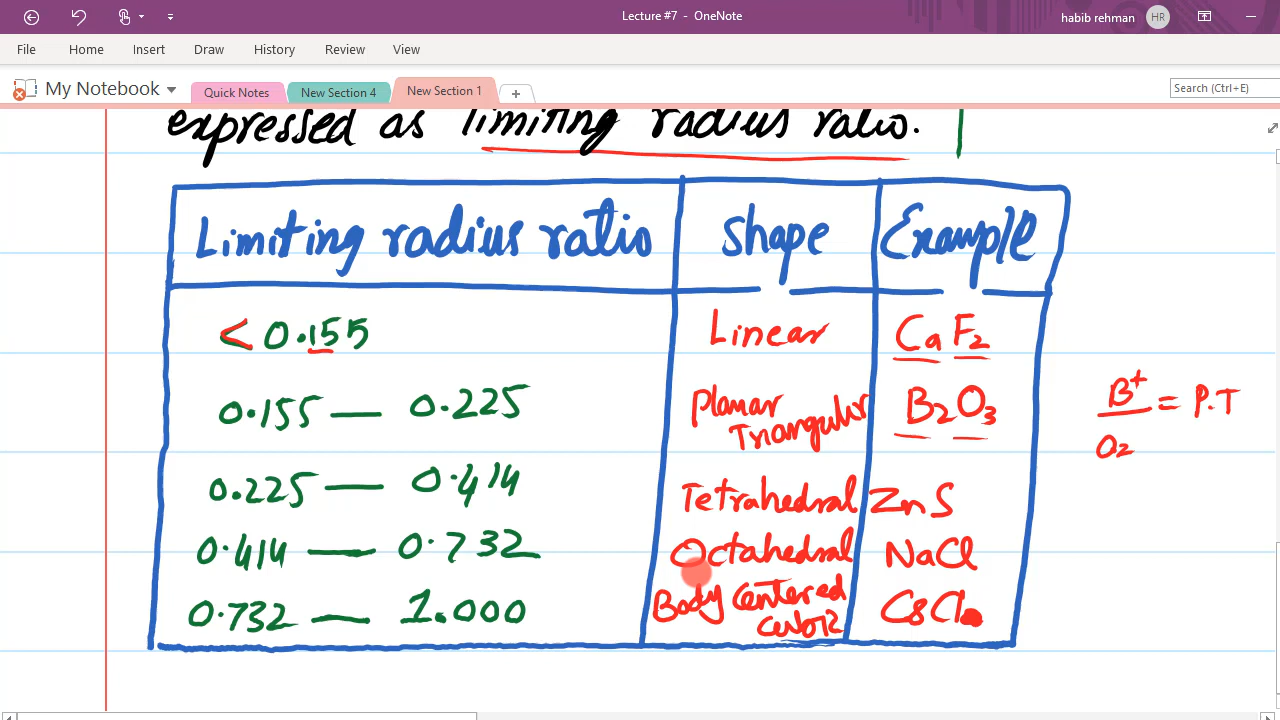 Lecture #7 - OneNote
habib rehman HR
File Home Insert Draw History Review View
My Notebook Quick Notes New Section 4 New Section 1 + Search (Ctrl+E)
expressed as limiting radius ratio.
Limiting radius ratio Shape Example
< 0.155 Linear CaF2
0.155 — 0.225 Planar Triangular B2O3
B+ / O2 = P.T
0.225 — 0.414 Tetrahedral ZnS
0.414 — 0.732 Octahedral NaCl
0.732 — 1.000 Body Centered cubic CsCl